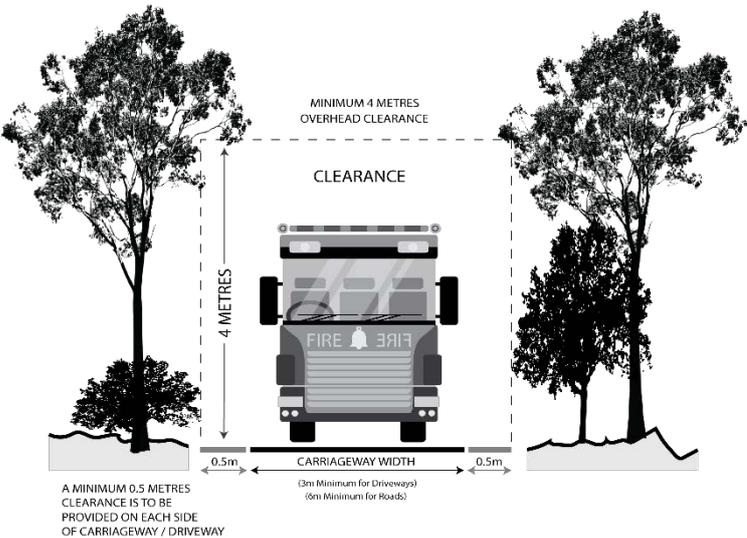 MINIMUM 4 METRES
OVERHEAD CLEARANCE
CLEARANCE
4 METRES
FIRE FIRE
0.5m CARRIAGEWAY WIDTH 0.5m
(3m Minimum for Driveways)
(6m Minimum for Roads)
A MINIMUM 0.5 METRES
CLEARANCE IS TO BE
PROVIDED ON EACH SIDE
OF CARRIAGEWAY / DRIVEWAY